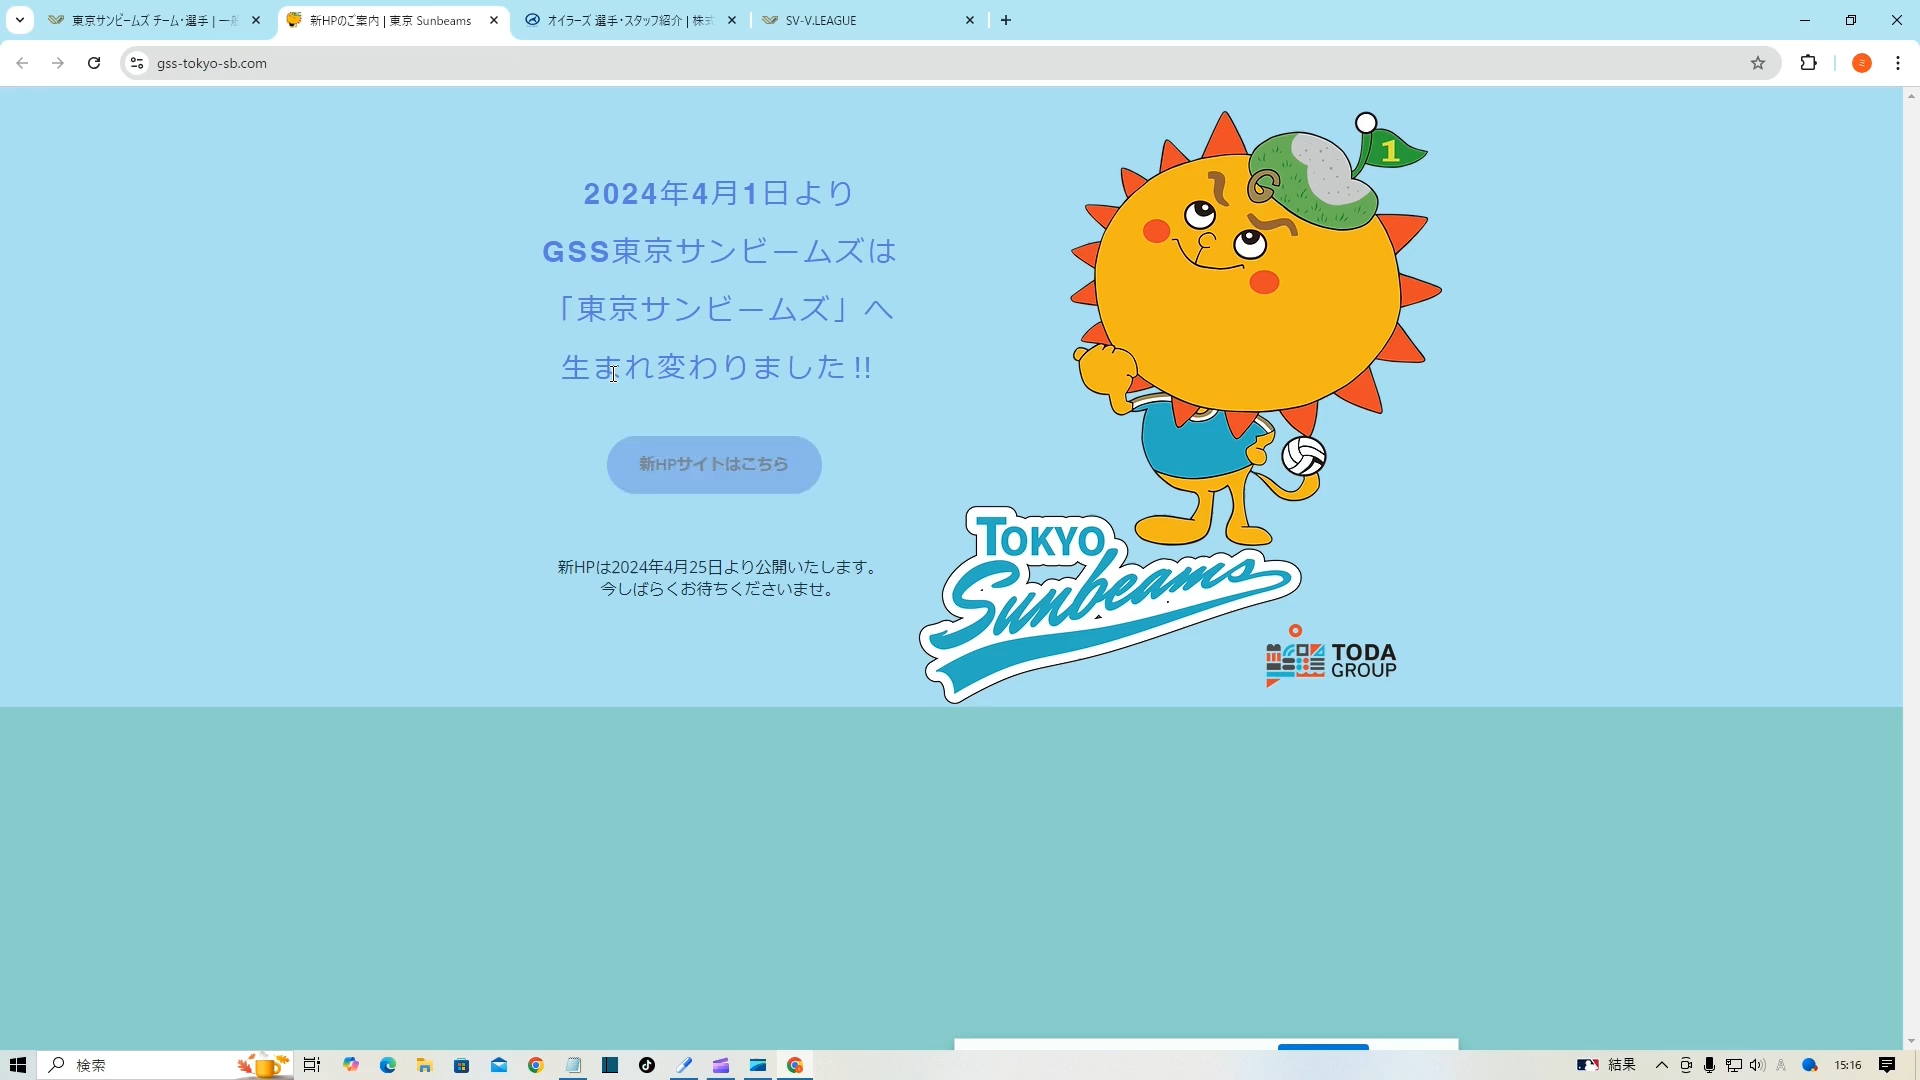 東京サンビームズ チーム・選手 | 一般
新HPのご案内 | 東京 Sunbeams
オイラーズ 選手・スタッフ紹介 | 株式
SV-V.LEAGUE
gss-tokyo-sb.com
2024年4月1日より
GSS東京サンビームズは
「東京サンビームズ」へ
生まれ変わりました‼
新HPサイトはこちら
新HPは2024年4月25日より公開いたします。
今しばらくお待ちくださいませ。
1
G
TOKYO
Sunbeams
TODA
GROUP
検索
結果
A
15:16